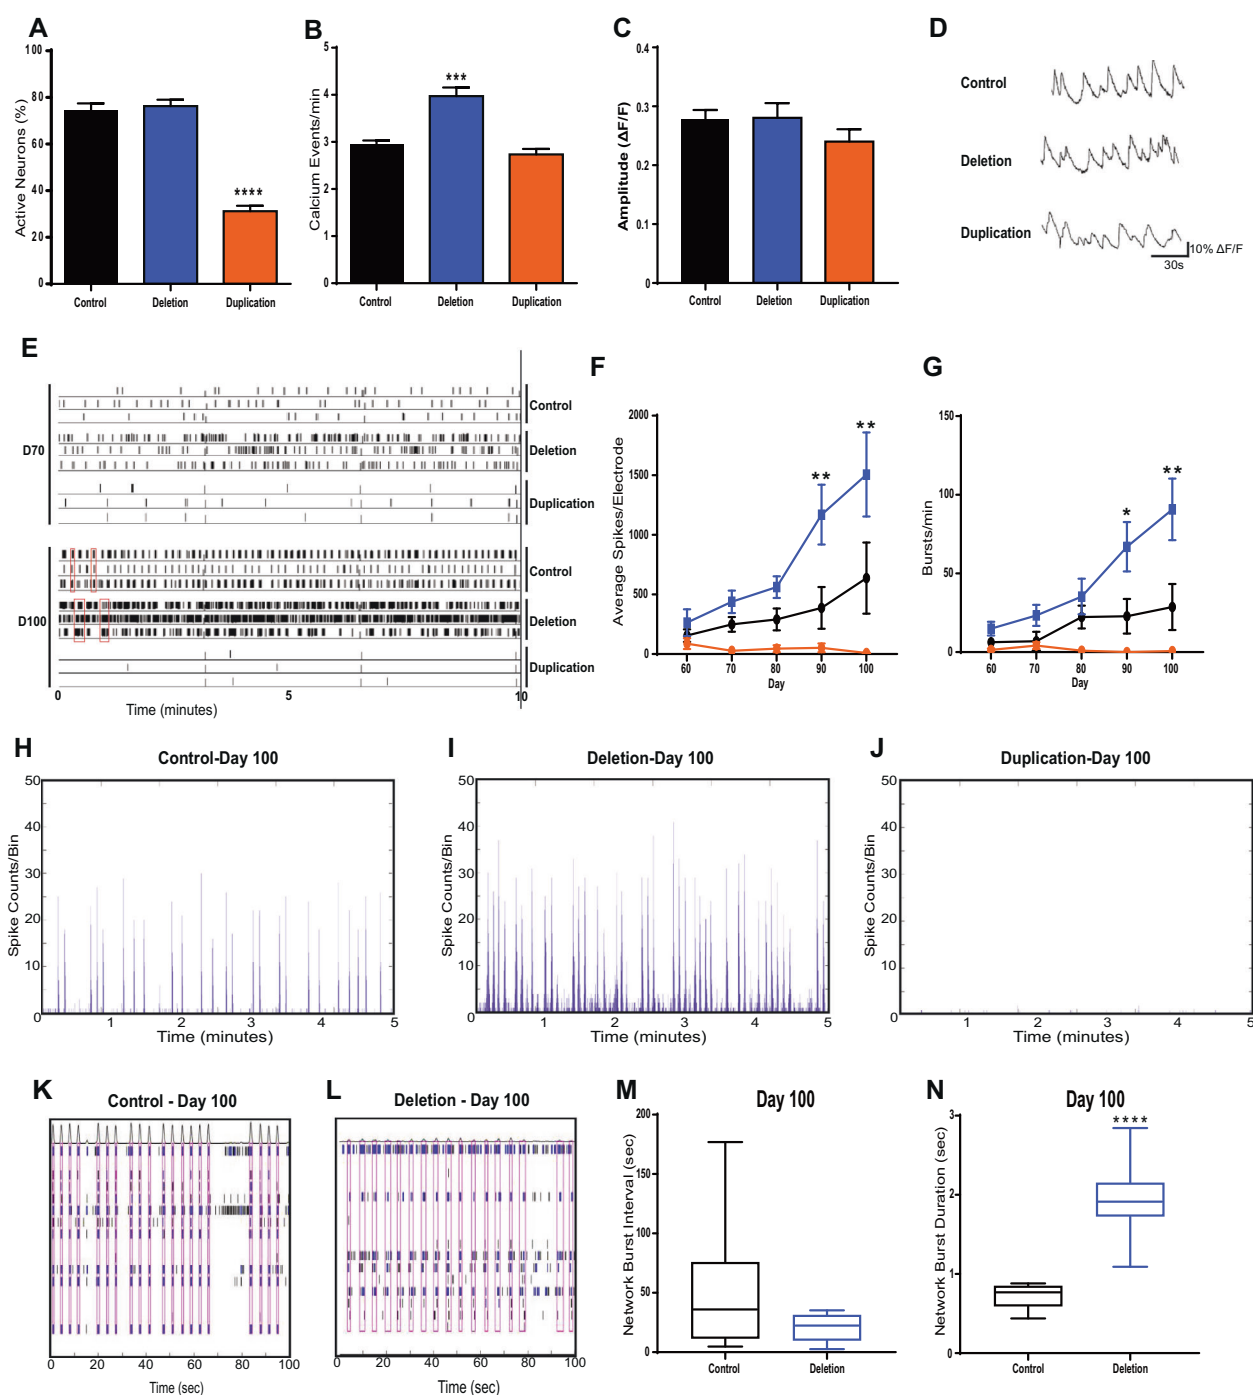 A
Active Neurons (%)
100
80
60
40
20
0
****
Control
Deletion
Duplication
B
Calcium Events/min
5
4
3
2
1
0
***
Control
Deletion
Duplication
C
Amplitude (ΔF/F)
0.4
0.3
0.2
0.1
0.0
Control
Deletion
Duplication
D
Control
Deletion
Duplication
10% ΔF/F
30s
E
D70
Control
Deletion
Duplication
D100
Control
Deletion
Duplication
0
5
10
Time (minutes)
F
Average Spikes/Electrode
2000
1500
1000
500
0
**
**
60
70
80
90
100
Day
G
Bursts/min
150
100
50
0
*
**
60
70
80
90
100
Day
H
Control-Day 100
Spike Counts/Bin
50
40
30
20
10
0
1
2
3
4
5
Time (minutes)
I
Deletion-Day 100
Spike Counts/Bin
50
40
30
20
10
0
1
2
3
4
5
Time (minutes)
J
Duplication-Day 100
Spike Counts/Bin
50
40
30
20
10
0
1
2
3
4
5
Time (minutes)
K
Control - Day 100
0
20
40
60
80
100
Time (sec)
L
Deletion - Day 100
0
20
40
60
80
100
Time (sec)
M
Day 100
Network Burst Interval (sec)
200
150
100
50
0
Control
Deletion
N
Day 100
Network Burst Duration (sec)
3
2
1
0
****
Control
Deletion